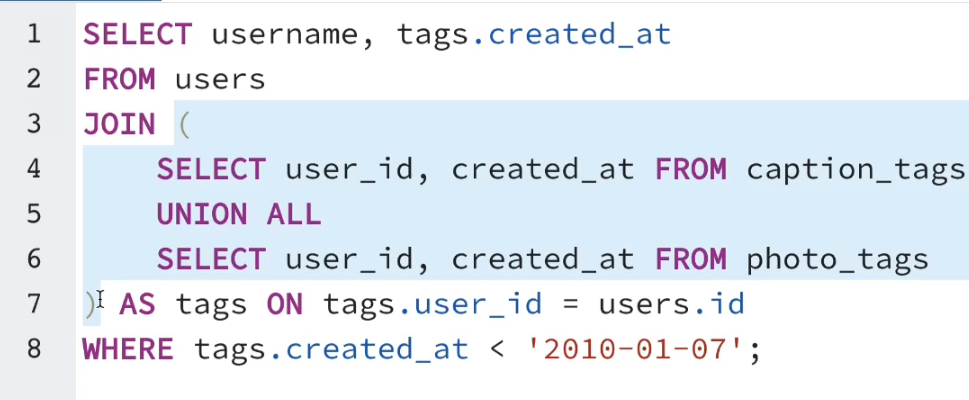 1 SELECT username, tags.created_at
2 FROM users
3 JOIN (
4 SELECT user_id, created_at FROM caption_tags
5 UNION ALL
6 SELECT user_id, created_at FROM photo_tags
7 ) AS tags ON tags.user_id = users.id
8 WHERE tags.created_at < '2010-01-07';